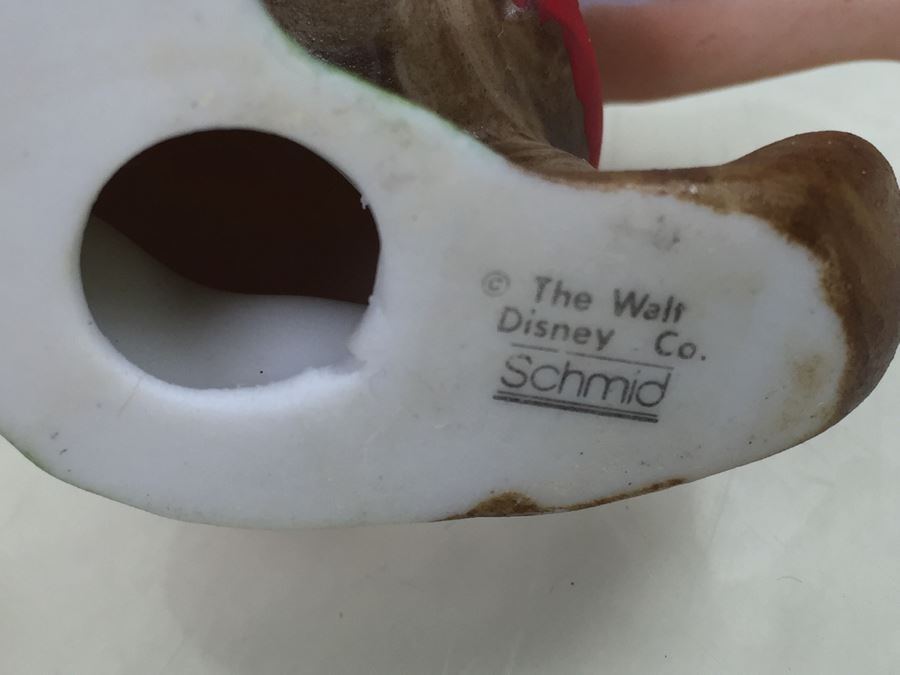 © The Walt
Disney Co.
Schmid